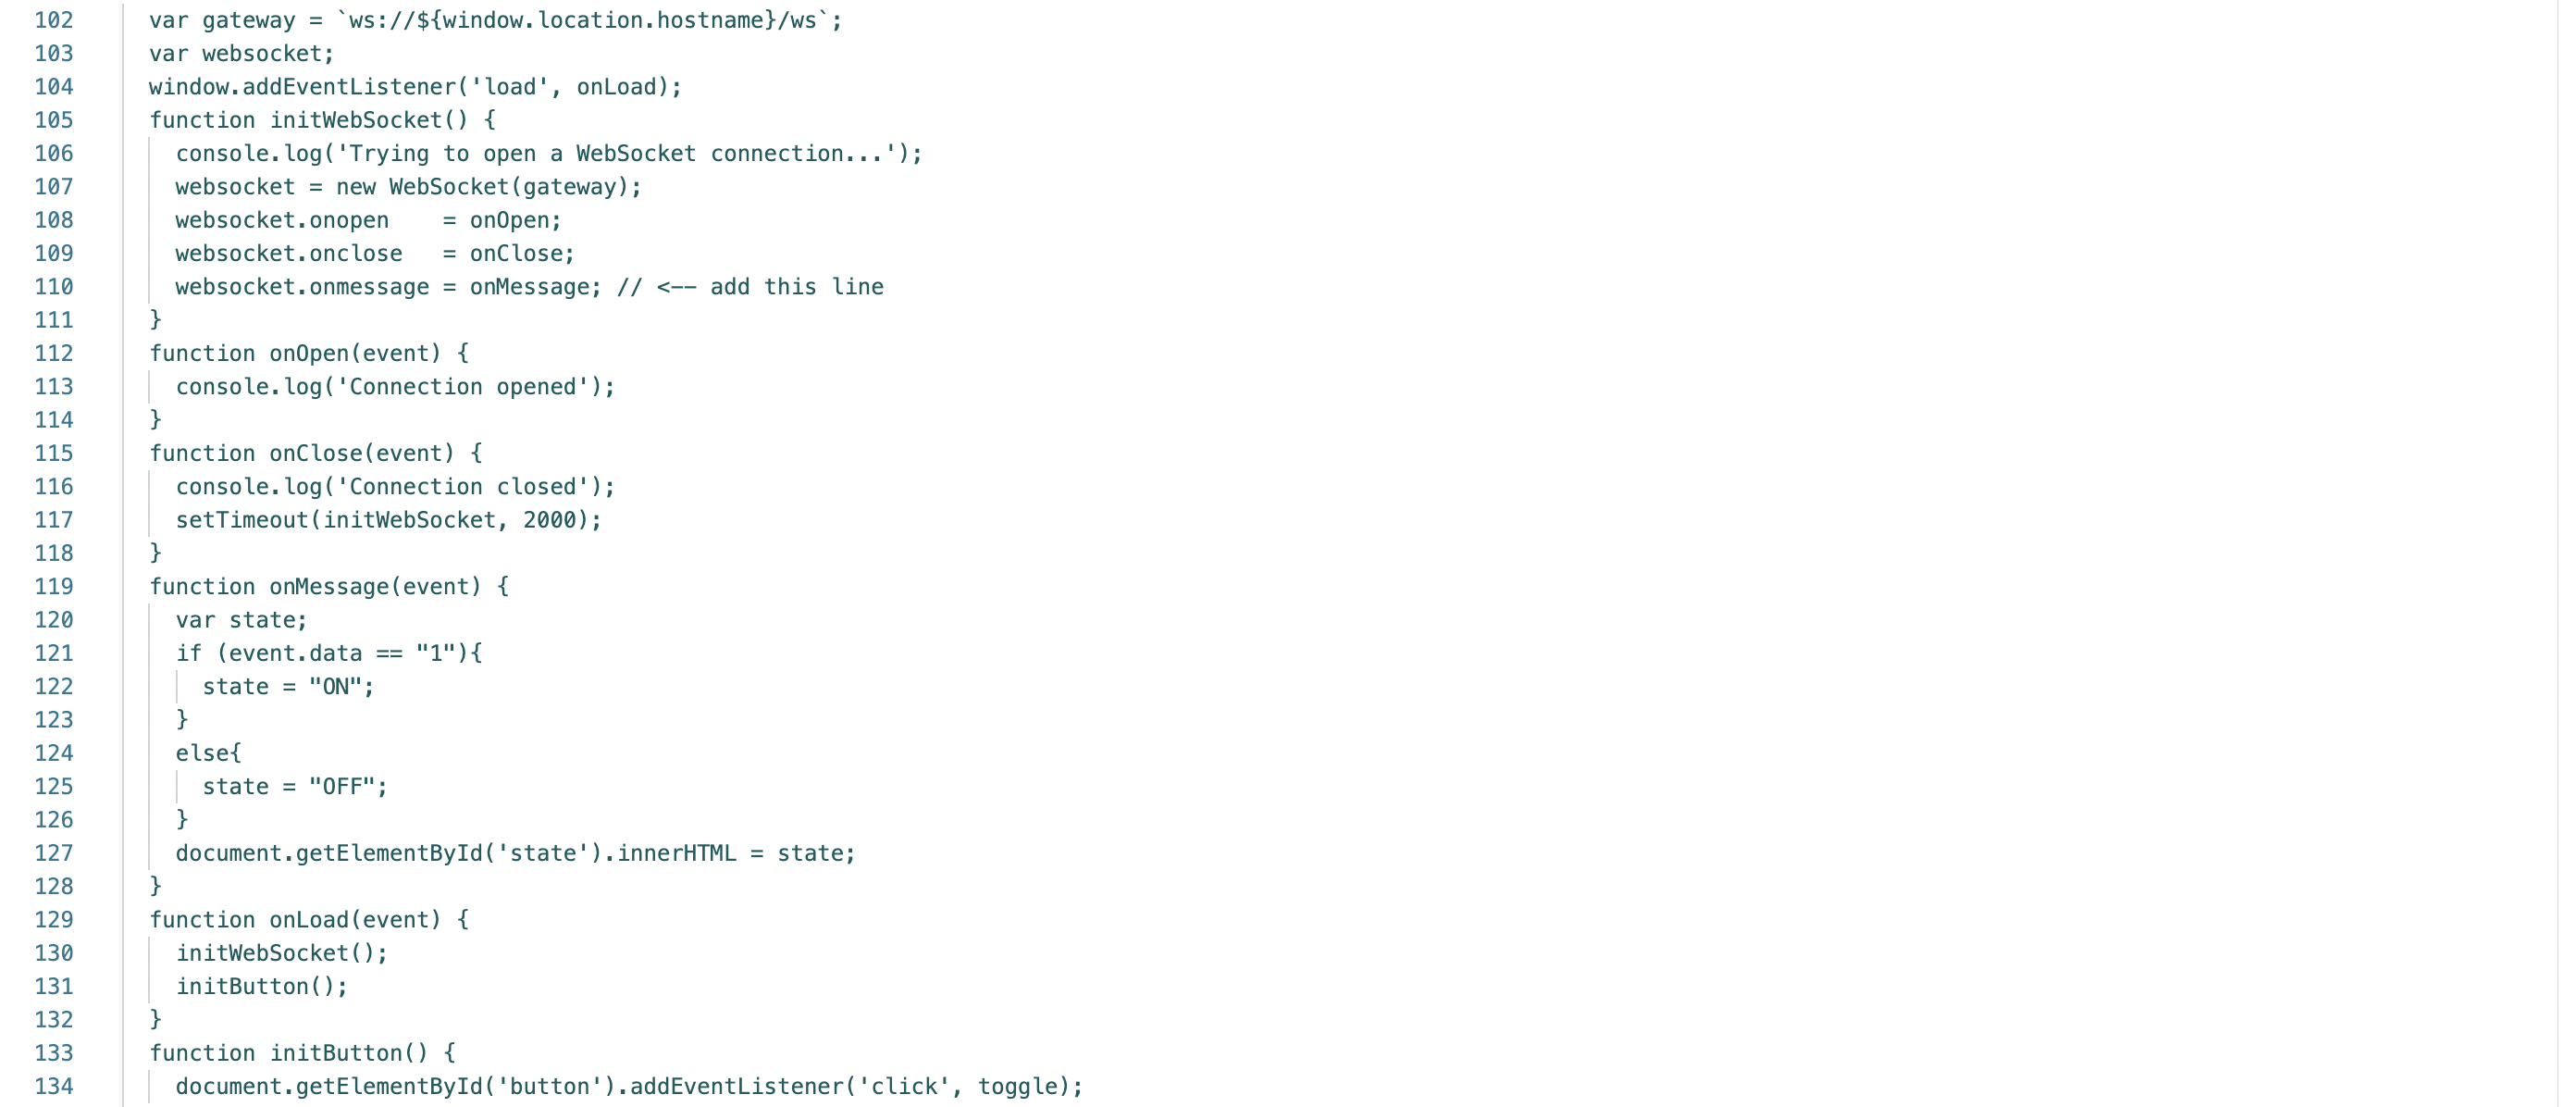 102 var gateway = `ws://${window.location.hostname}/ws`;
103 var websocket;
104 window.addEventListener('load', onLoad);
105 function initWebSocket() {
106   console.log('Trying to open a WebSocket connection...');
107   websocket = new WebSocket(gateway);
108   websocket.onopen    = onOpen;
109   websocket.onclose   = onClose;
110   websocket.onmessage = onMessage; // <-- add this line
111 }
112 function onOpen(event) {
113   console.log('Connection opened');
114 }
115 function onClose(event) {
116   console.log('Connection closed');
117   setTimeout(initWebSocket, 2000);
118 }
119 function onMessage(event) {
120   var state;
121   if (event.data == "1"){
122     state = "ON";
123   }
124   else{
125     state = "OFF";
126   }
127   document.getElementById('state').innerHTML = state;
128 }
129 function onLoad(event) {
130   initWebSocket();
131   initButton();
132 }
133 function initButton() {
134   document.getElementById('button').addEventListener('click', toggle);